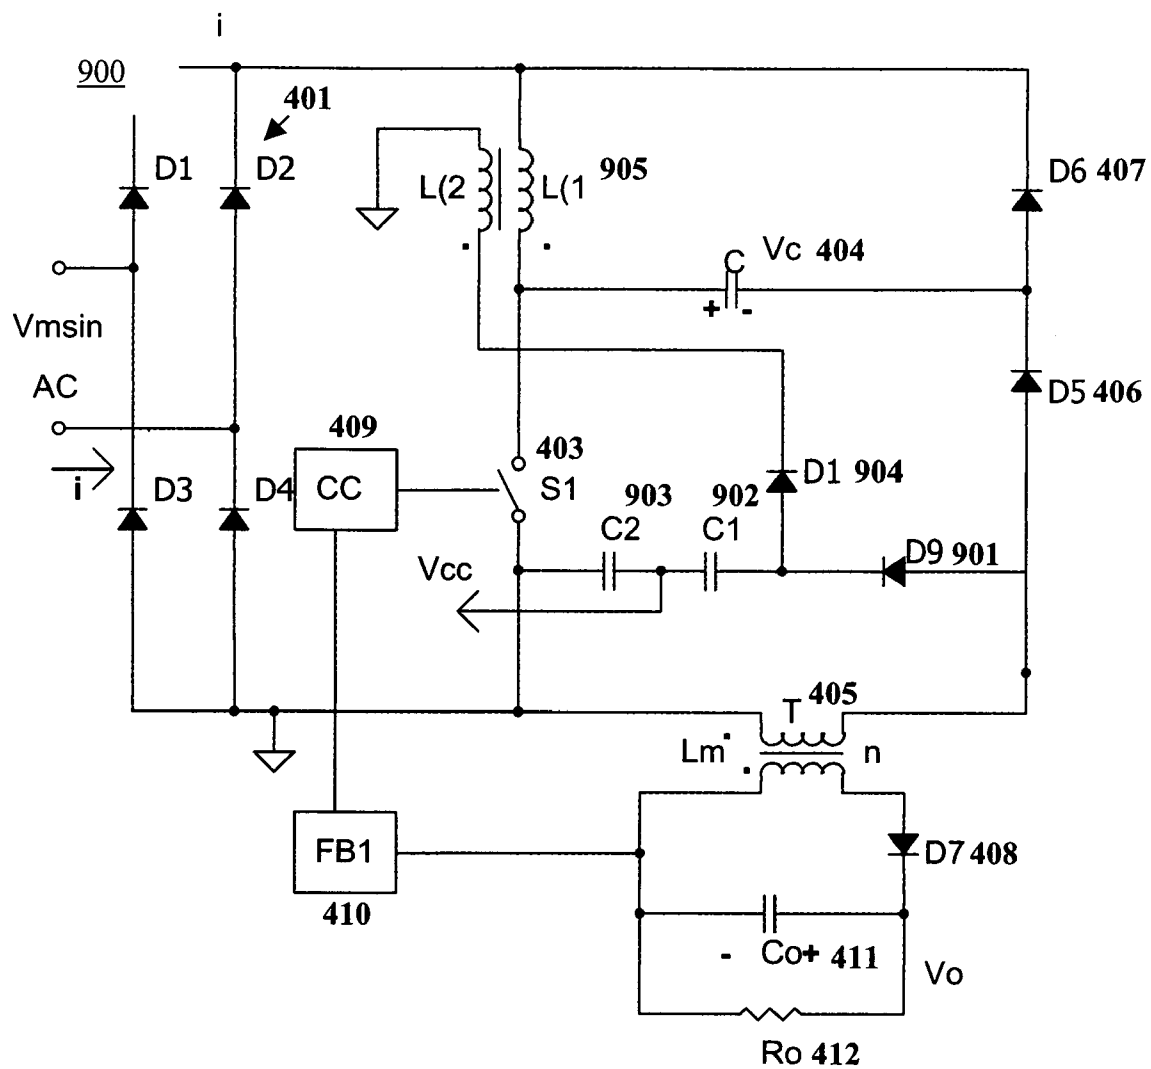 i
900
401
D1
D2
L(2
L(1
905
D6 407
C
Vc 404
+
-
Vmsin
AC
D5 406
409
403
i
D3
D4
CC
S1
D1 904
903
902
C2
C1
D9 901
Vcc
T 405
Lm
n
FB1
D7 408
410
- Co+ 411
Vo
Ro 412